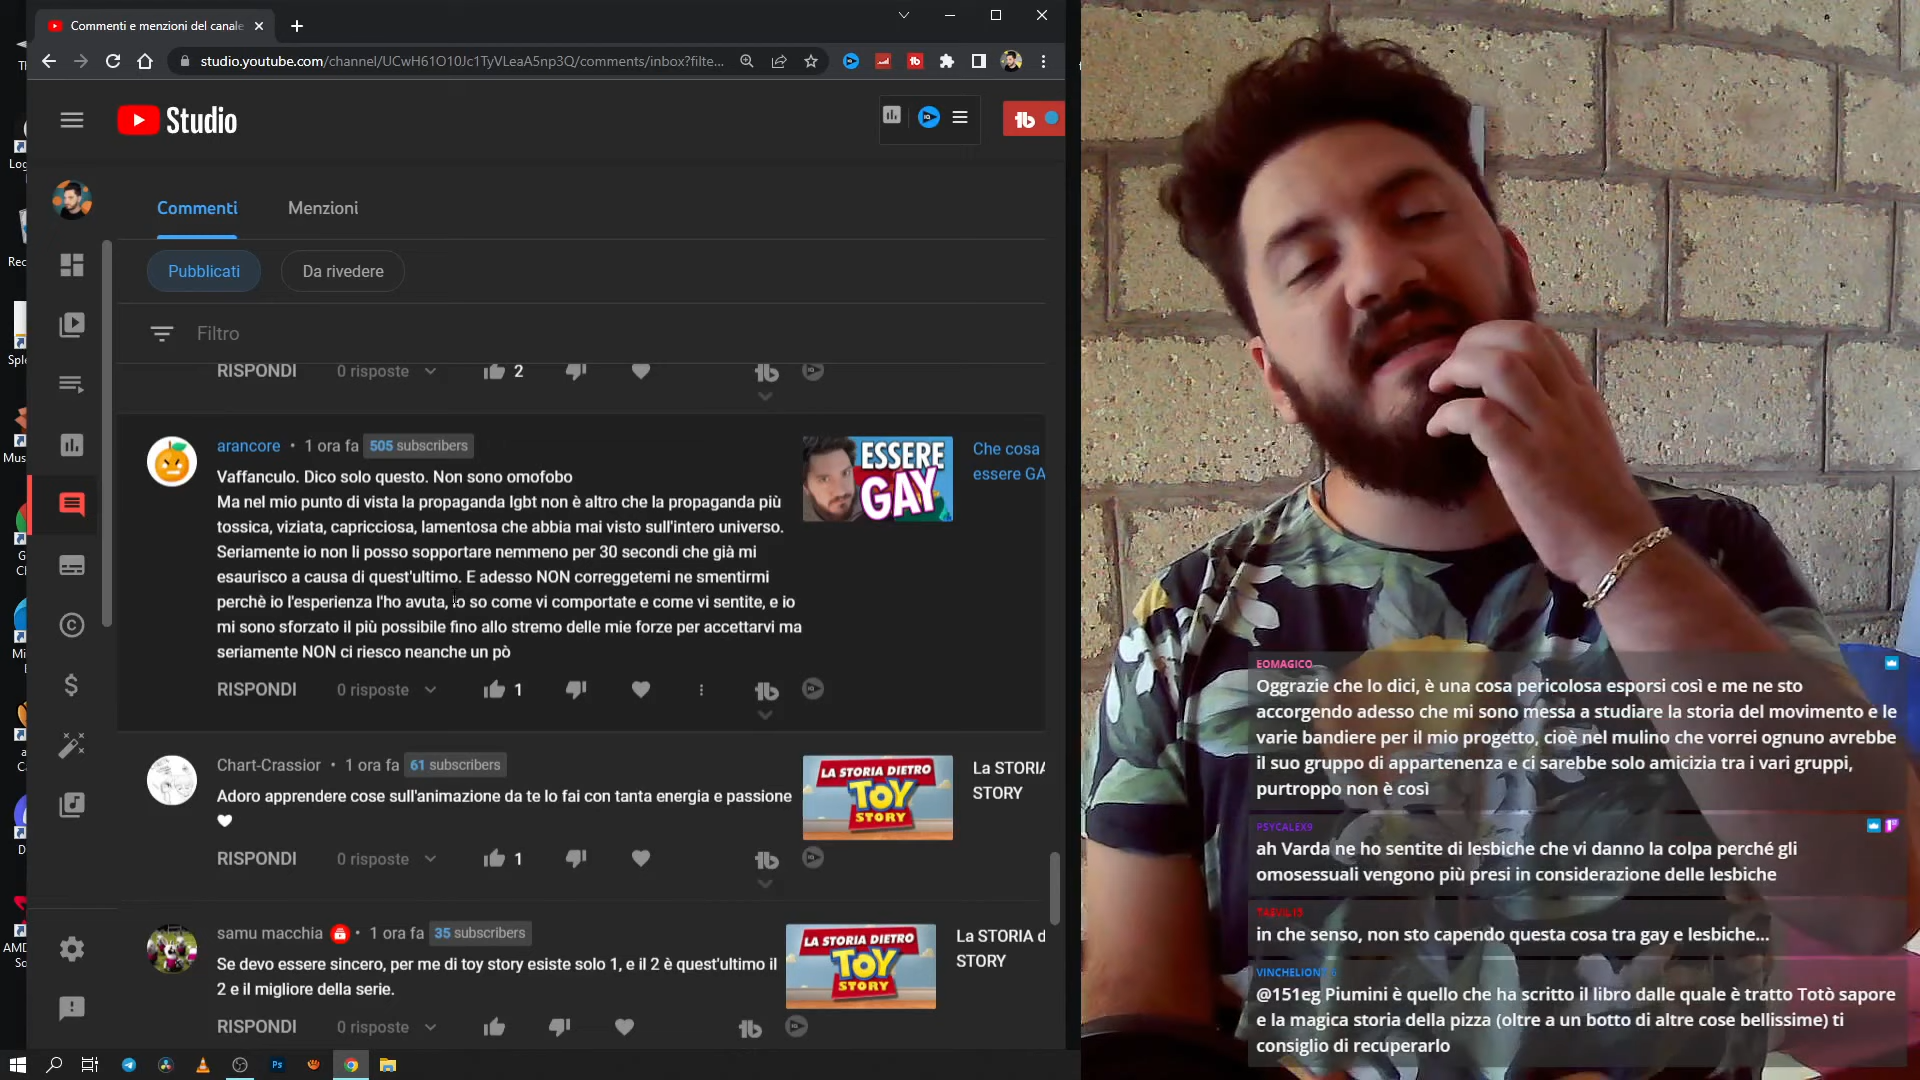 Commenti e menzioni del canale
studio.youtube.com/channel/UCwH61O10Jc1TyVLeaA5np3Q/comments/inbox?filte...
Studio
Commenti
Menzioni
Pubblicati
Da rivedere
Filtro
RISPONDI 0 risposte 2
arancore • 1 ora fa 505 subscribers
Vaffanculo. Dico solo questo. Non sono omofobo
Ma nel mio punto di vista la propaganda lgbt non è altro che la propaganda più
tossica, viziata, capricciosa, lamentosa che abbia mai visto sull'intero universo.
Seriamente io non li posso sopportare nemmeno per 30 secondi che già mi
esaurisco a causa di quest'ultimo. E adesso NON correggetemi ne smentirmi
perchè io l'esperienza l'ho avuta, so come vi comportate e come vi sentite, e io
mi sono sforzato il più possibile fino allo stremo delle mie forze per accettarvi ma
seriamente NON ci riesco neanche un pò
RISPONDI 0 risposte 1
ESSERE
GAY
Che cosa
essere GA
Chart-Crassior • 1 ora fa 61 subscribers
Adoro apprendere cose sull'animazione da te lo fai con tanta energia e passione
RISPONDI 0 risposte 1
LA STORIA DIETRO
TOY
STORY
La STORIA
STORY
samu macchia • 1 ora fa 35 subscribers
Se devo essere sincero, per me di toy story esiste solo 1, e il 2 è quest'ultimo il
2 e il migliore della serie.
RISPONDI 0 risposte
LA STORIA DIETRO
TOY
STORY
La STORIA d
STORY
Log
Rec
Spl
Mus
G
Ch
Mi
a
Ca
D
AMD
So
Ps
EOMAGICO
Oggrazie che lo dici, è una cosa pericolosa esporsi così e me ne sto
accorgendo adesso che mi sono messa a studiare la storia del movimento e le
varie bandiere per il mio progetto, cioè nel mulino che vorrei ognuno avrebbe
il suo gruppo di appartenenza e ci sarebbe solo amicizia tra i vari gruppi,
purtroppo non è così
PSYCALEX9
ah Varda ne ho sentite di lesbiche che vi danno la colpa perché gli
omosessuali vengono più presi in considerazione delle lesbiche
in che senso, non sto capendo questa cosa tra gay e lesbiche...
@151eg Piumini è quello che ha scritto il libro dalle quale è tratto Totò sapore
e la magica storia della pizza (oltre a un botto di altre cose bellissime) ti
consiglio di recuperarlo